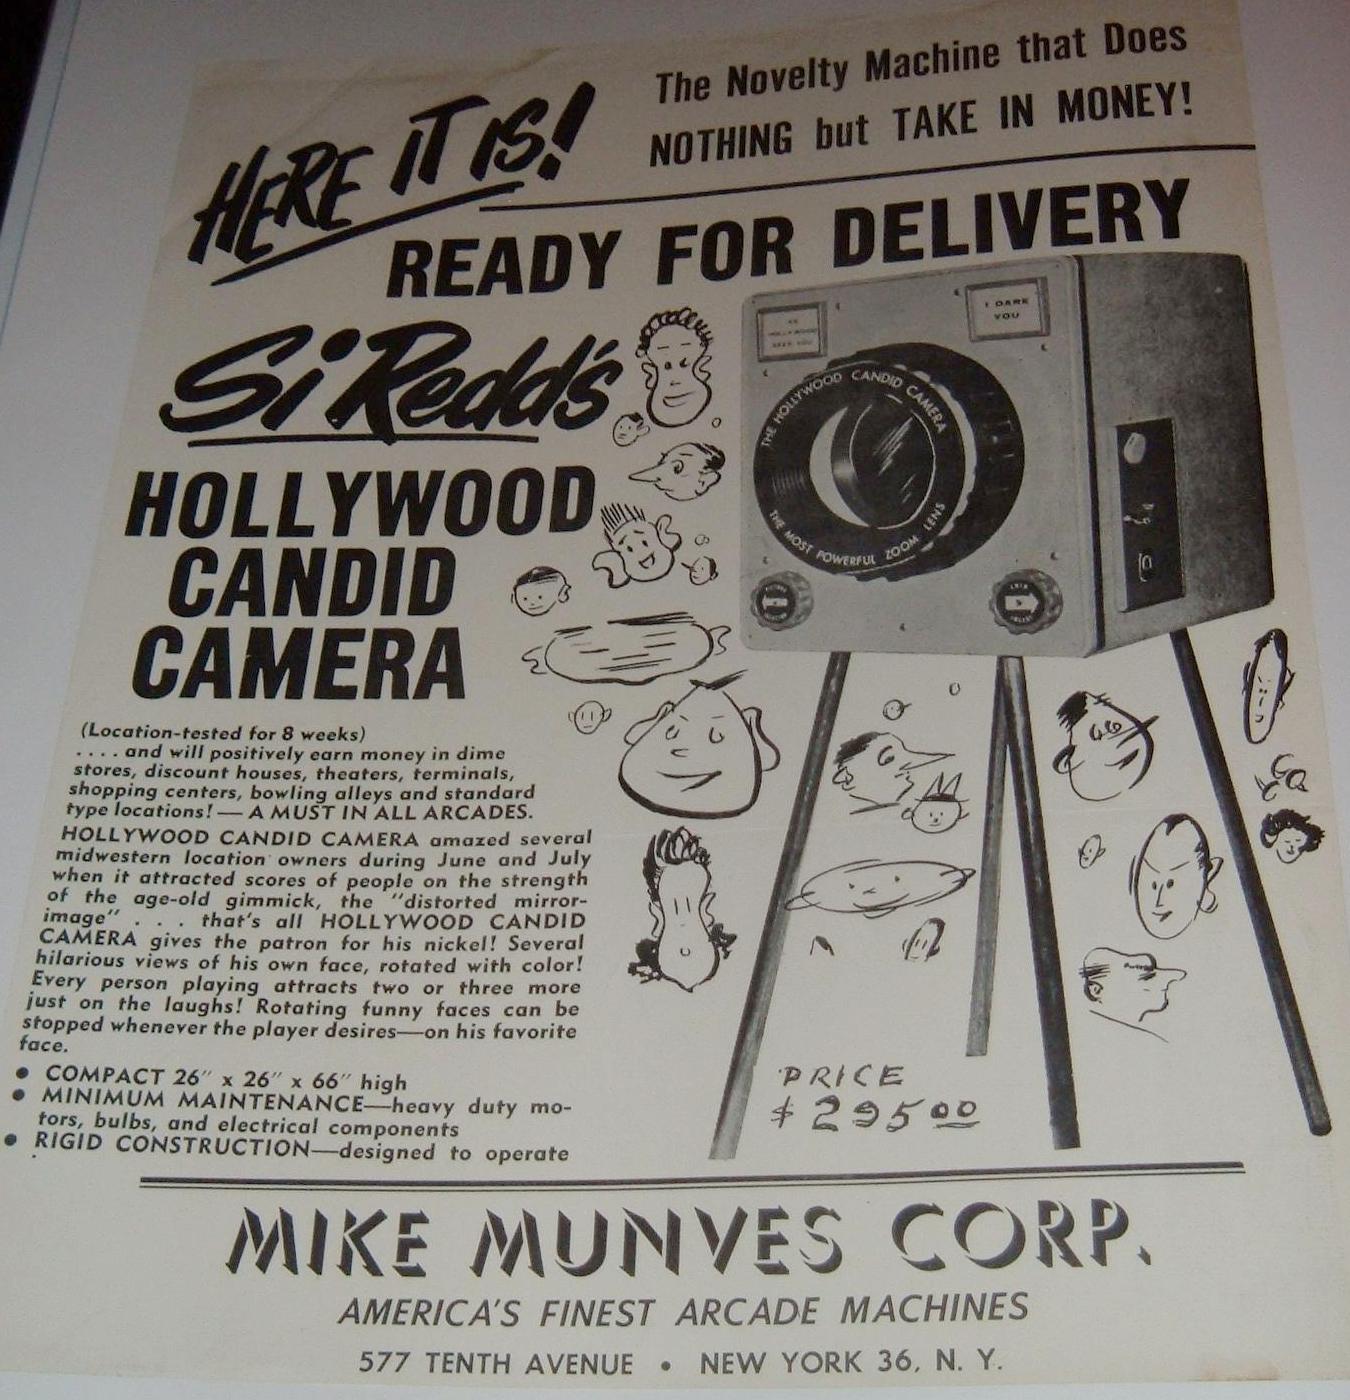 HERE IT IS!
The Novelty Machine that Does
NOTHING but TAKE IN MONEY!
READY FOR DELIVERY
Si Redd's
HOLLYWOOD
CANDID
CAMERA
I DARE
YOU
THE HOLLYWOOD CANDID CAMERA
THE MOST POWERFUL ZOOM LENS
(Location-tested for 8 weeks)
. . . . and will positively earn money in dime
stores, discount houses, theaters, terminals,
shopping centers, bowling alleys and standard
type locations! — A MUST IN ALL ARCADES.
HOLLYWOOD CANDID CAMERA amazed several
midwestern location owners during June and July
when it attracted scores of people on the strength
of the age-old gimmick, the "distorted mirror-
image" . . . that's all HOLLYWOOD CANDID
CAMERA gives the patron for his nickel! Several
hilarious views of his own face, rotated with color!
Every person playing attracts two or three more
just on the laughs! Rotating funny faces can be
stopped whenever the player desires—on his favorite
face.
● COMPACT 26" x 26" x 66" high
● MINIMUM MAINTENANCE—heavy duty mo-
tors, bulbs, and electrical components
● RIGID CONSTRUCTION—designed to operate
PRICE
$295 00
MIKE MUNVES CORP.
AMERICA'S FINEST ARCADE MACHINES
577 TENTH AVENUE • NEW YORK 36, N. Y.